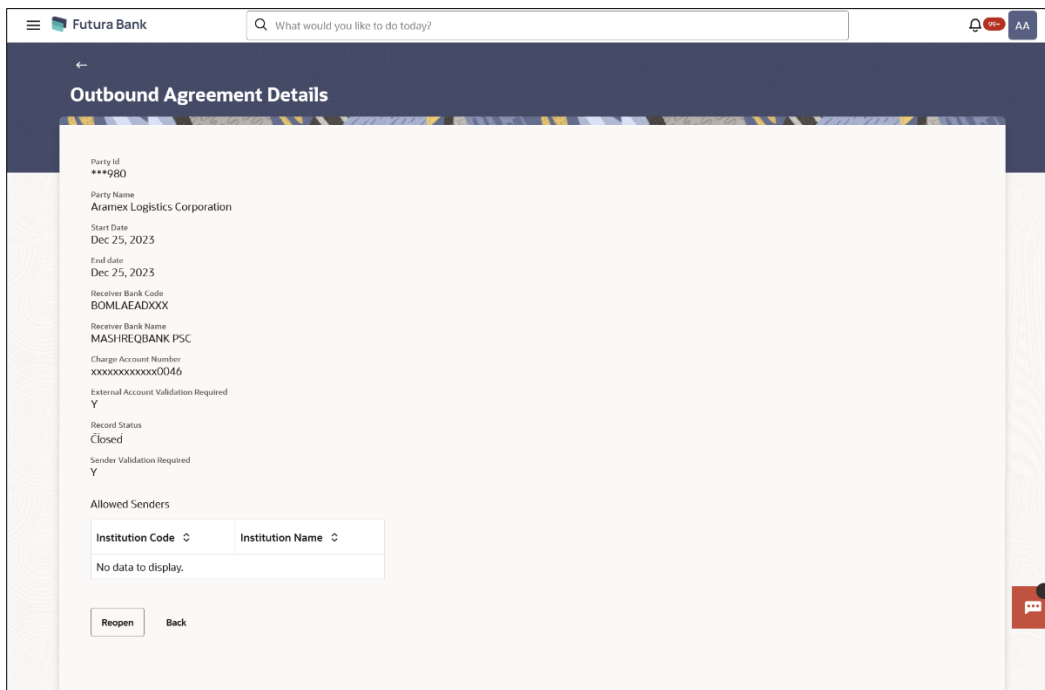 Futura Bank
What would you like to do today?
99+
AA
Outbound Agreement Details
Party Id
***980
Party Name
Aramex Logistics Corporation
Start Date
Dec 25, 2023
End date
Dec 25, 2023
Receiver Bank Code
BOMLAEADXXX
Receiver Bank Name
MASHREQBANK PSC
Charge Account Number
xxxxxxxxxxxx0046
External Account Validation Required
Y
Record Status
Closed
Sender Validation Required
Y
Allowed Senders
Institution Code Institution Name
No data to display.
Reopen Back